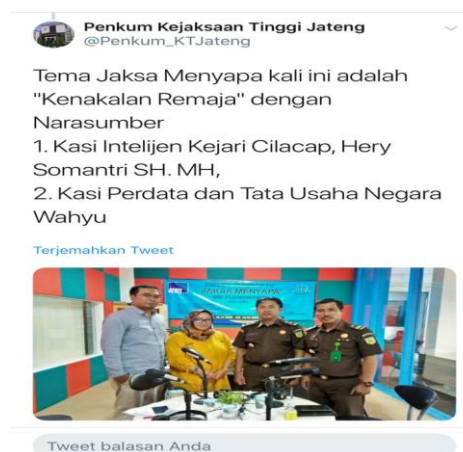 Penkum Kejaksaan Tinggi Jateng
@Penkum_KTJateng
Tema Jaksa Menyapa kali ini adalah
"Kenakalan Remaja" dengan
Narasumber
1. Kasi Intelijen Kejari Cilacap, Hery
Somantri SH. MH,
2. Kasi Perdata dan Tata Usaha Negara
Wahyu
Terjemahkan Tweet
JAKSA MENYAPA
Tweet balasan Anda